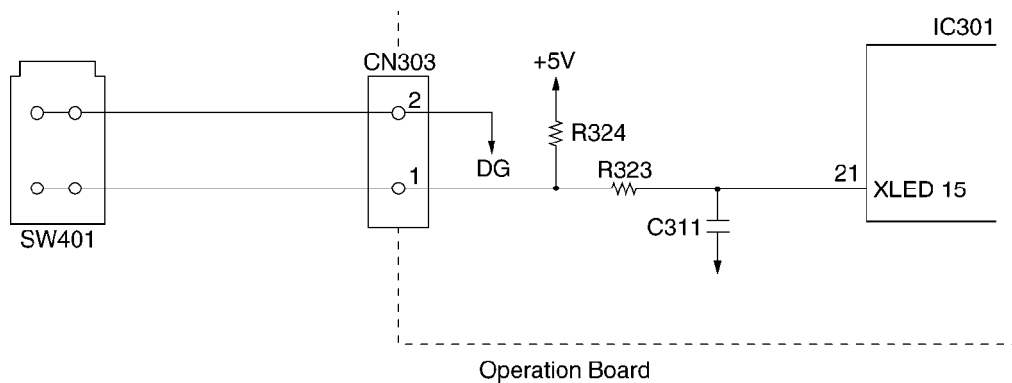 IC301
CN303
+5V
2
R324
DG
R323
1
21
XLED 15
C311
SW401
Operation Board